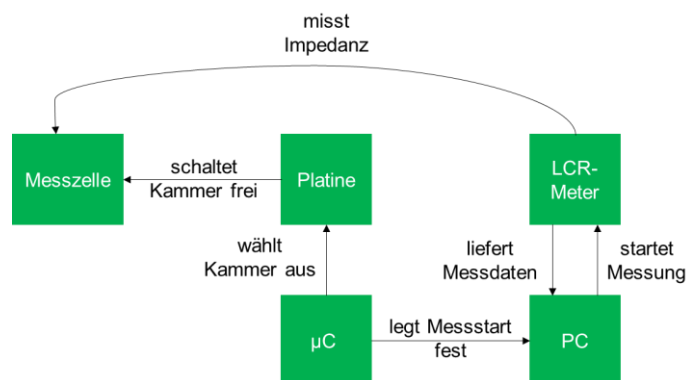 misst
Impedanz
Messzelle
schaltet
Kammer frei
Platine
LCR-
Meter
wählt
Kammer aus
liefert
Messdaten
startet
Messung
µC
legt Messstart
fest
PC